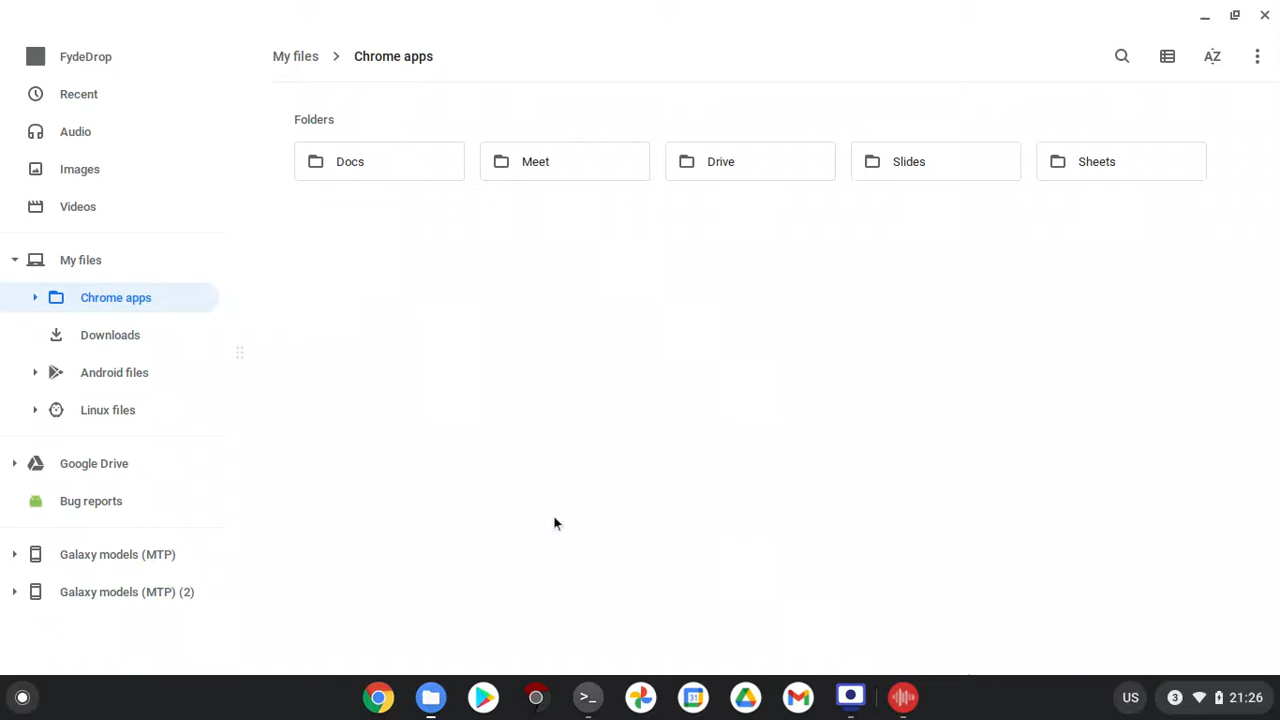 FydeDrop
Recent
Audio
Images
Videos
My files
Chrome apps
Downloads
Android files
Linux files
Google Drive
Bug reports
Galaxy models (MTP)
Galaxy models (MTP) (2)
My files Chrome apps
AZ
Folders
Docs Meet Drive Slides Sheets
>_
31
US 3 21:26